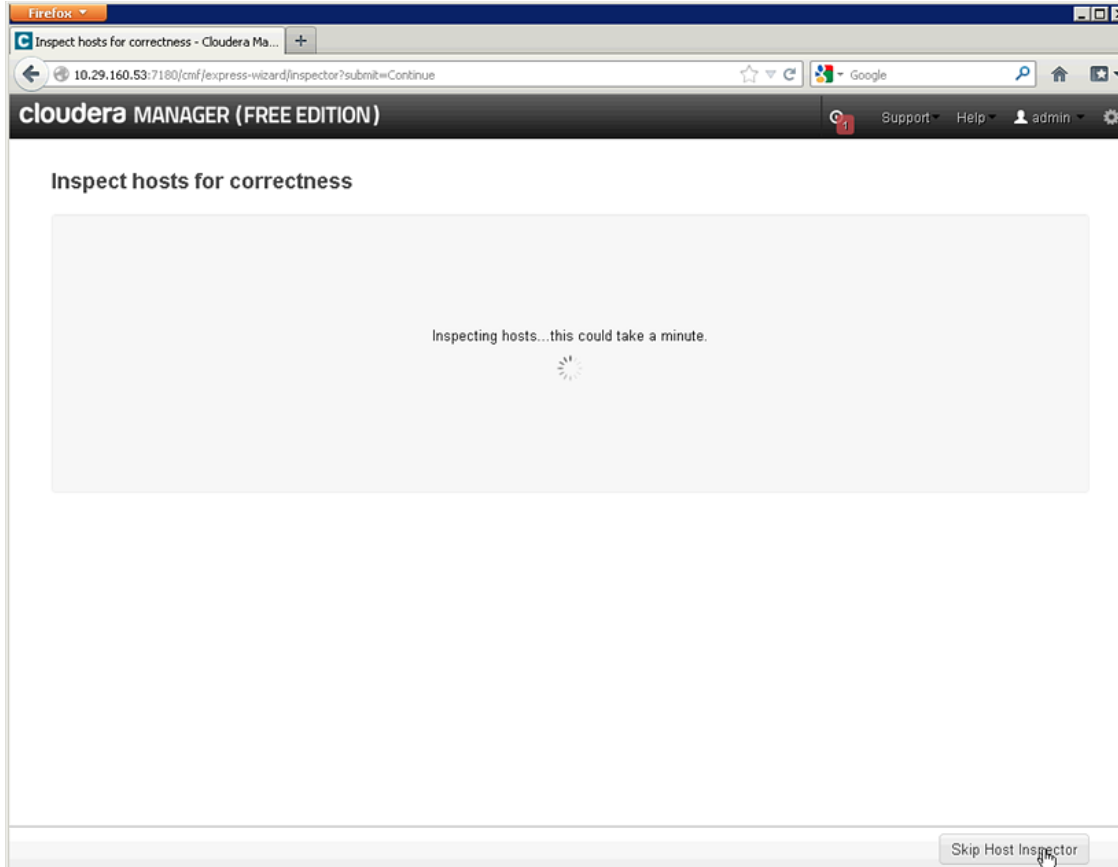 Firefox
Inspect hosts for correctness - Cloudera Ma...
10.29.160.53:7180/cmf/express-wizard/inspector?submit=Continue
Google
cloudera MANAGER (FREE EDITION)
1
Support
Help
admin
Inspect hosts for correctness
Inspecting hosts...this could take a minute.
Skip Host Inspector